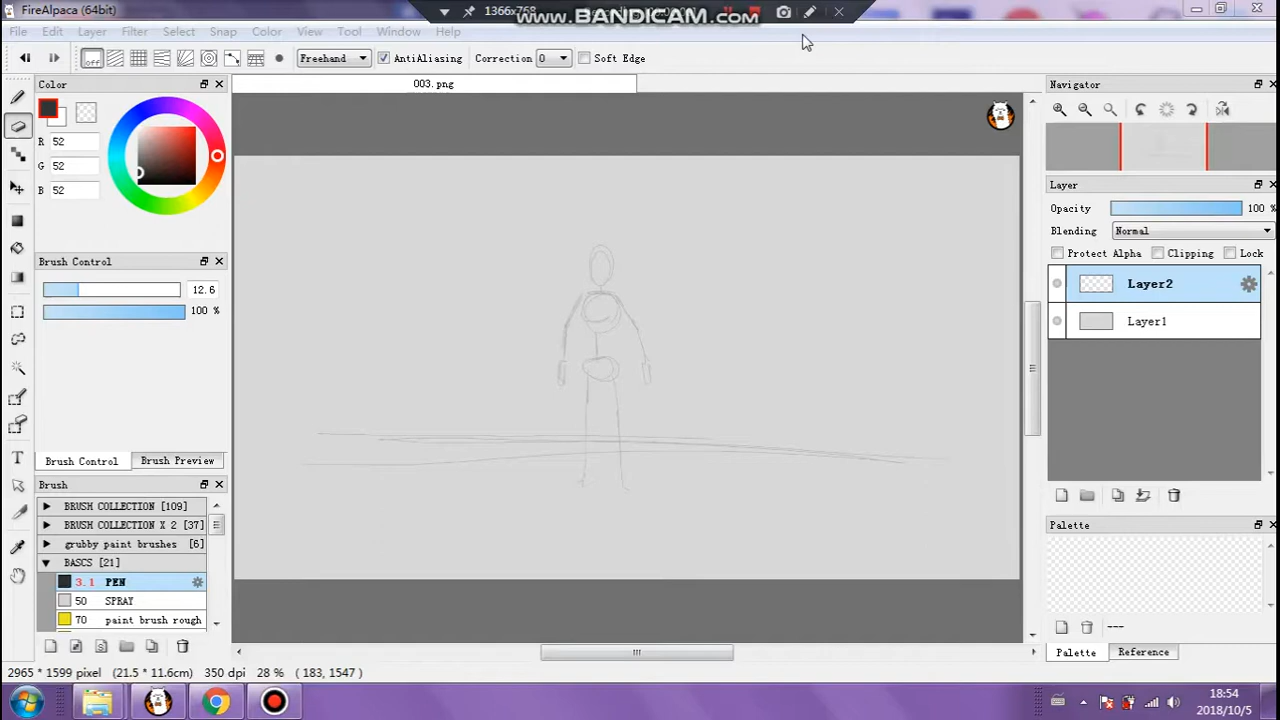 FireAlpaca (64bit)
1366x768
www.BANDICAM.com
File Edit Layer Filter Select Snap Color View Tool Window Help
off Freehand AntiAliasing Correction 0 Soft Edge
Color
003.png
Navigator
R 52
G 52
B 52
Layer
Opacity 100 %
Blending Normal
Protect Alpha Clipping Lock
Layer2
Layer1
Brush Control
12.6
100 %
Brush Control Brush Preview
Brush
BRUSH COLLECTION [109]
BRUSH COLLECTION X 2 [37]
grubby paint brushes [6]
BASCS [21]
3.1 PEN
50 SPRAY
70 paint brush rough
Palette
---
Palette Reference
2965 * 1599 pixel (21.5 * 11.6cm) 350 dpi 28 % ( 183, 1547 )
18:54
2018/10/5